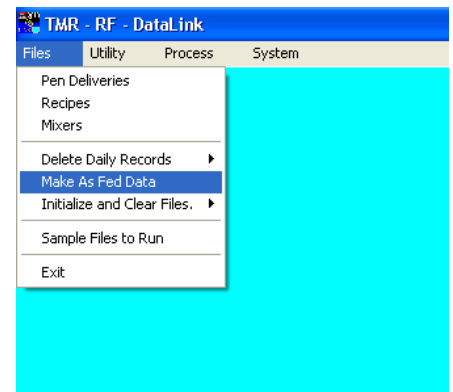 TMR - RF - DataLink
Files Utility Process System
Pen Deliveries
Recipes
Mixers
Delete Daily Records
Make As Fed Data
Initialize and Clear Files.
Sample Files to Run
Exit